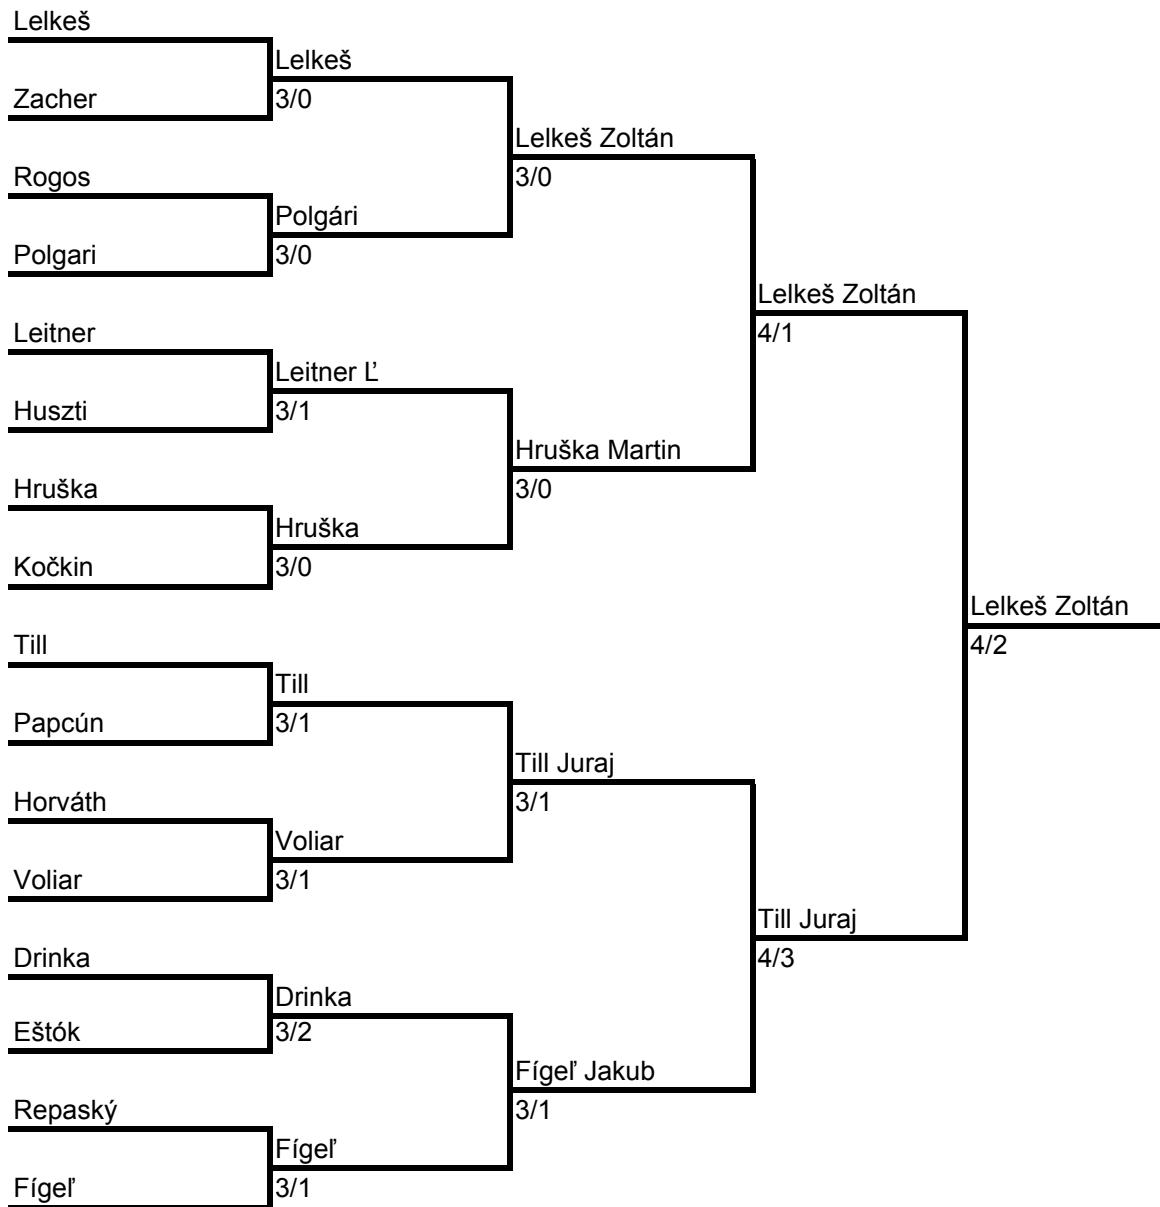 Lelkeš
Lelkeš
Zacher
3/0
Lelkeš Zoltán
Rogos
3/0
Polgári
Polgari
3/0
Lelkeš Zoltán
Leitner
4/1
Leitner Ľ
Huszti
3/1
Hruška Martin
Hruška
3/0
Hruška
Kočkin
3/0
Lelkeš Zoltán
Till
4/2
Till
Papcún
3/1
Till Juraj
Horváth
3/1
Voliar
Voliar
3/1
Till Juraj
Drinka
4/3
Drinka
Eštók
3/2
Fígeľ Jakub
Repaský
3/1
Fígeľ
Fígeľ
3/1